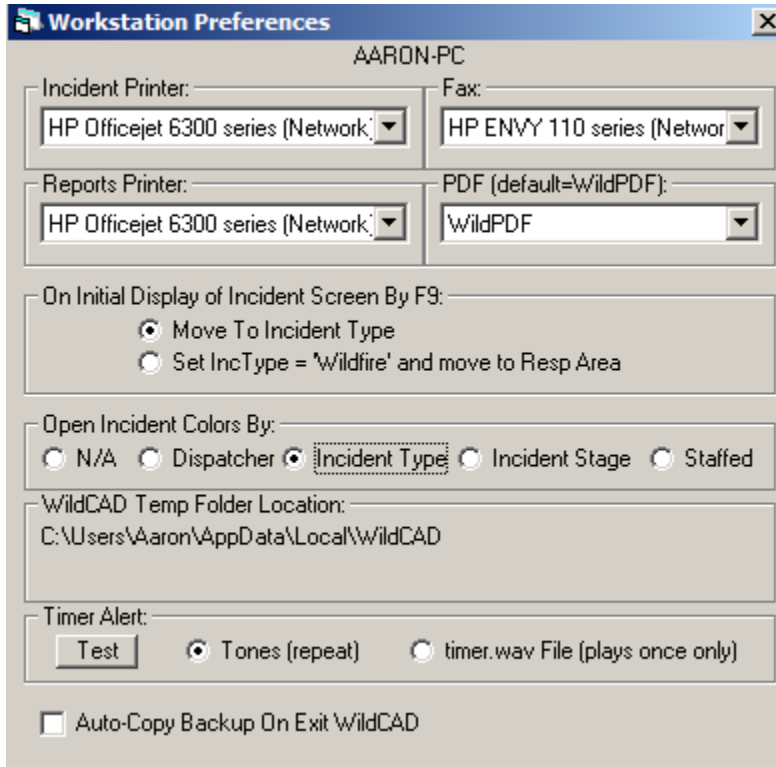 Workstation Preferences
AARON-PC
Incident Printer:
Fax:
HP Officejet 6300 series (Network)
HP ENVY 110 series (Networ
Reports Printer:
PDF (default=WildPDF):
HP Officejet 6300 series (Network)
WildPDF
On Initial Display of Incident Screen By F9:
Move To Incident Type
Set IncType = 'Wildfire' and move to Resp Area
Open Incident Colors By:
N/A Dispatcher Incident Type Incident Stage Staffed
WildCAD Temp Folder Location:
C:\Users\Aaron\AppData\Local\WildCAD
Timer Alert:
Test Tones (repeat) timer.wav File (plays once only)
Auto-Copy Backup On Exit WildCAD